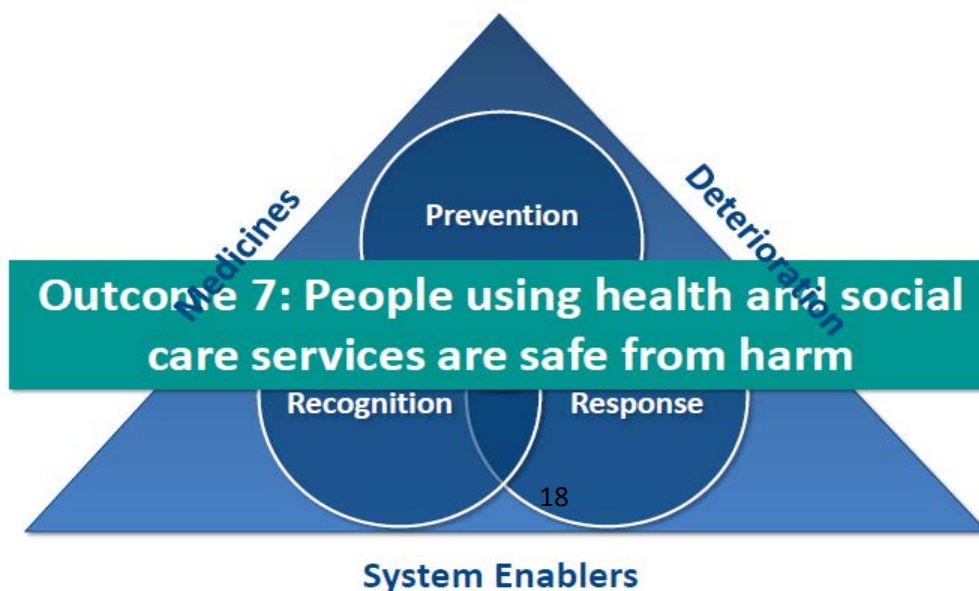 Prevention
Medicines
Deterioration
Outcome 7: People using health and social
care services are safe from harm
Recognition
Response
18
System Enablers